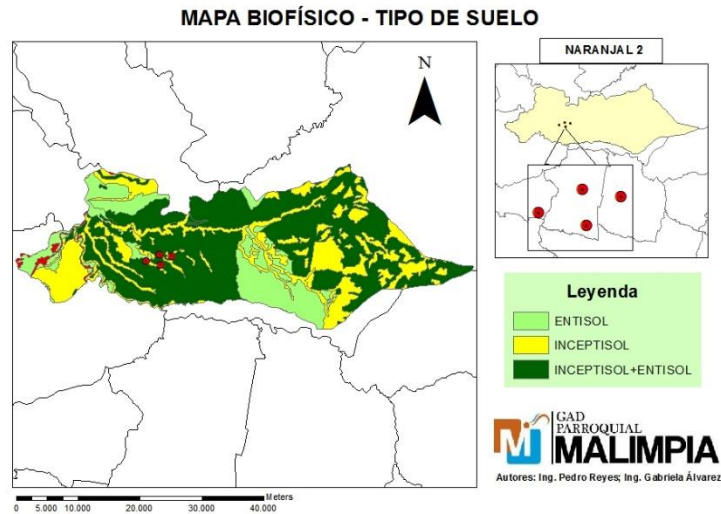 MAPA BIOFÍSICO - TIPO DE SUELO
N
NARANJAL 2
Leyenda
ENTISOL
INCEPTISOL
INCEPTISOL+ENTISOL
GAD
PARROQUIAL
MALIMPIA
Autores: Ing. Pedro Reyes; Ing. Gabriela Álvarez
Meters
0 5.000 10.000 20.000 30.000 40.000